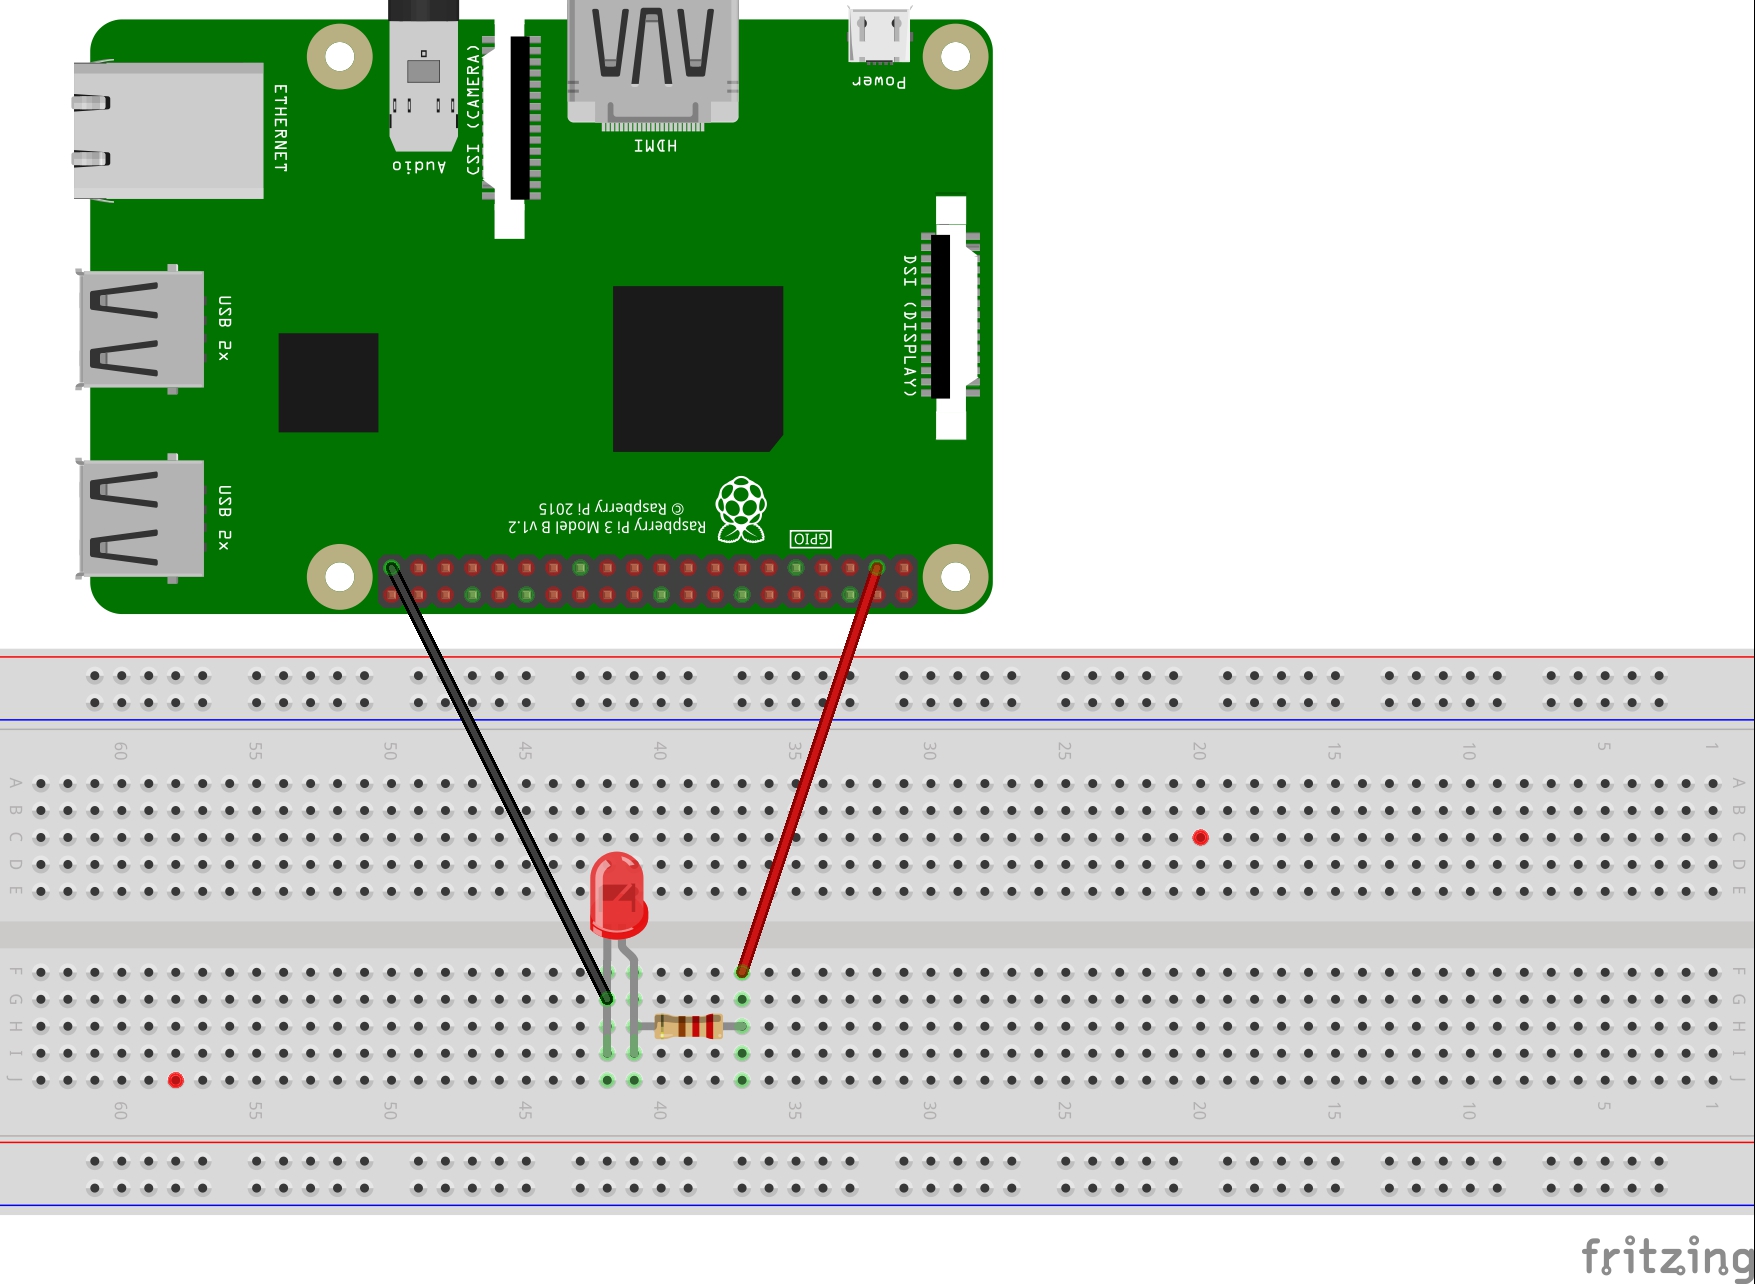 ETHERNET
Audio
CSI (CAMERA)
HDMI
Power
USB 2x
DSI (DISPLAY)
USB 2x
Raspberry Pi 3 Model B v1.2
© Raspberry Pi 2015
GPIO
60 55 50 45 40 35 30 25 20 15 10 5 1
A A
B B
C C
D D
E E
F F
G G
H H
I I
J J
60 55 50 45 40 35 30 25 20 15 10 5 1
fritzing